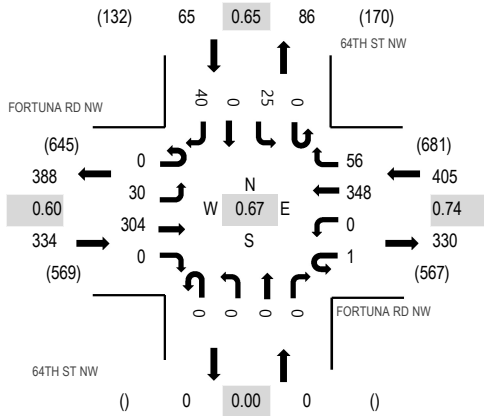 (132) 65 0.65 86 (170)
64TH ST NW
40 0 25 0
FORTUNA RD NW
(645) (681)
388 0 56 405
30 348
0.60 N 0.74
W 0.67 E
304 0
334 S 330
0 1
(569) (567)
0 0 0 0
FORTUNA RD NW
64TH ST NW
() 0 0.00 0 ()